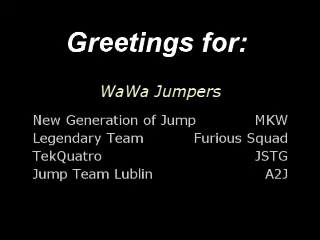 Greetings for:
WaWa Jumpers
New Generation of Jump MKW
Legendary Team Furious Squad
TekQuatro JSTG
Jump Team Lublin A2J